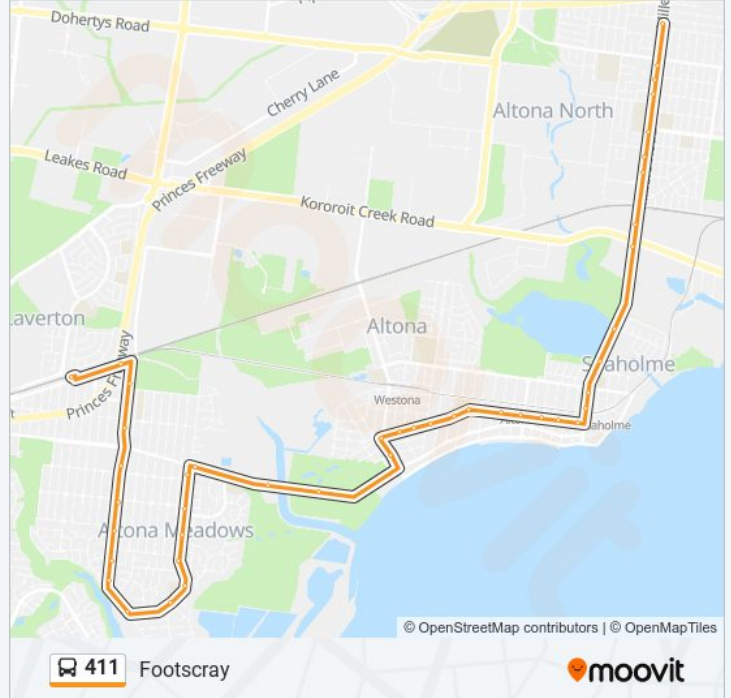 Dohertys Road
Cherry Lane
Altona North
Leakes Road
Princes Freeway
Kororoit Creek Road
Altona
Seaholme
Princes Freeway
Westona
Altona Meadows
© OpenStreetMap contributors | © OpenMapTiles
411 Footscray
moovit